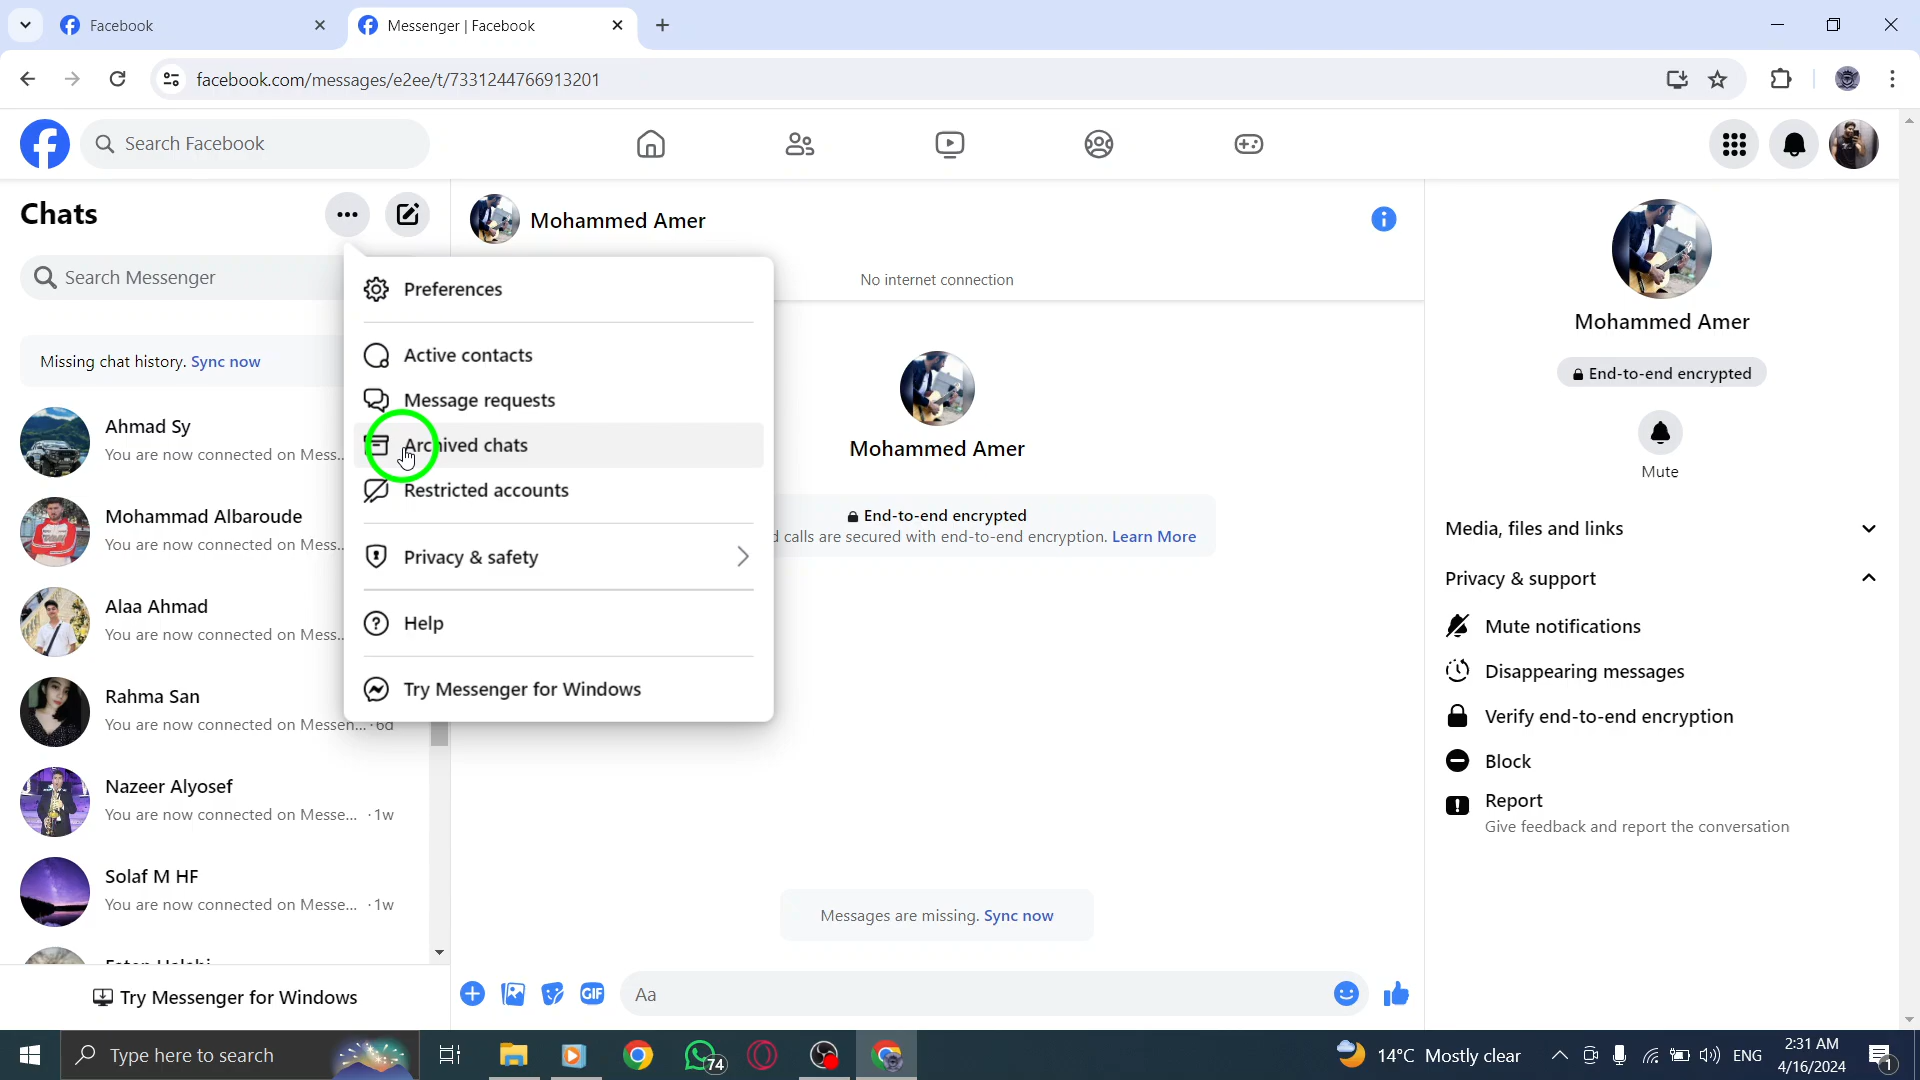 Facebook
Messenger | Facebook
facebook.com/messages/e2ee/t/7331244766913201
Search Facebook
Chats
Search Messenger
Missing chat history. Sync now
Ahmad Sy
You are now connected on Mess...
Mohammad Albaroude
You are now connected on Mess...
Alaa Ahmad
You are now connected on Mess...
Rahma San
You are now connected on Messen... · 6d
Nazeer Alyosef
You are now connected on Messe... · 1w
Solaf M HF
You are now connected on Messe... · 1w
Try Messenger for Windows
Preferences
Active contacts
Message requests
Archived chats
Restricted accounts
Privacy & safety
Help
Try Messenger for Windows
Mohammed Amer
No internet connection
Mohammed Amer
End-to-end encrypted
calls are secured with end-to-end encryption. Learn More
Messages are missing. Sync now
GIF
Aa
Mohammed Amer
End-to-end encrypted
Mute
Media, files and links
Privacy & support
Mute notifications
Disappearing messages
Verify end-to-end encryption
Block
Report
Give feedback and report the conversation
Type here to search
74
14°C Mostly clear
ENG
2:31 AM
4/16/2024
1